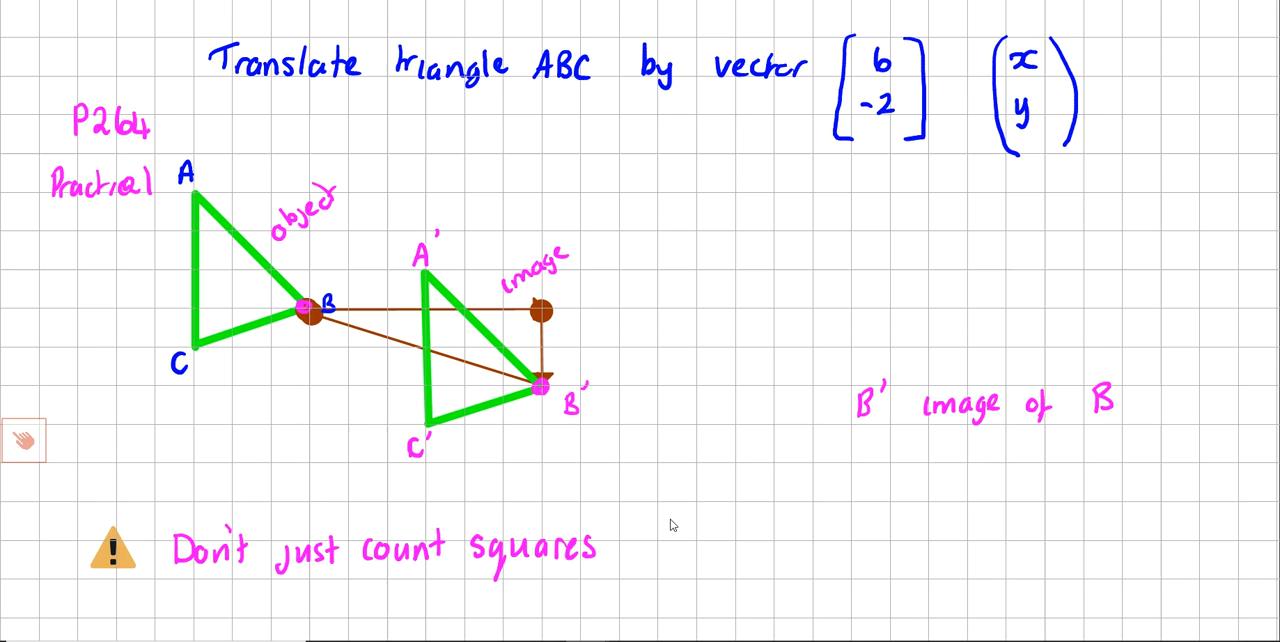 Translate triangle ABC by vector [6 -2] (x y)
P264
Practical
A
object
A'
image
B
C
B'
B' image of B
C'
Don't just count squares